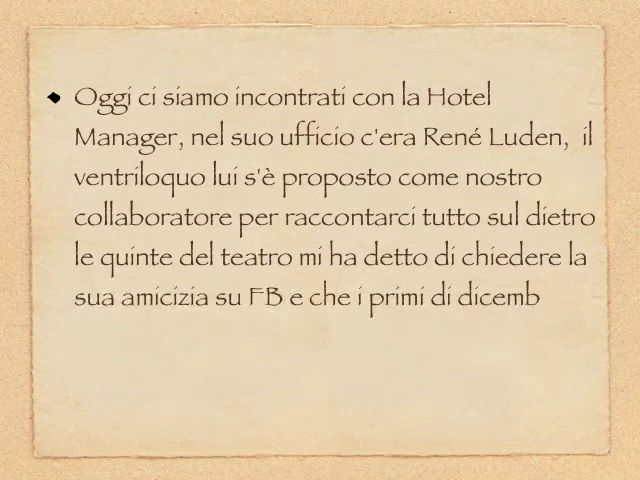 Oggi ci siamo incontrati con la Hotel
Manager, nel suo ufficio c'era René Luden, il
ventriloquo lui s'è proposto come nostro
collaboratore per raccontarci tutto sul dietro
le quinte del teatro mi ha detto di chiedere la
sua amicizia su FB e che i primi di dicemb